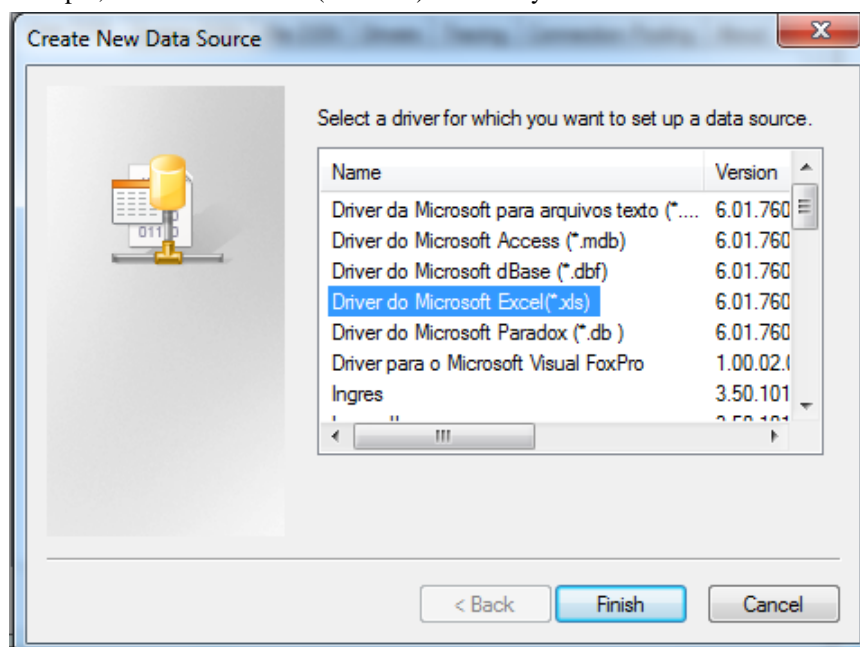 Create New Data Source
Select a driver for which you want to set up a data source.
Name Version
Driver da Microsoft para arquivos texto (*.... 6.01.760
Driver do Microsoft Access (*.mdb) 6.01.760
Driver do Microsoft dBase (*.dbf) 6.01.760
Driver do Microsoft Excel(*.xls) 6.01.760
Driver do Microsoft Paradox (*.db ) 6.01.760
Driver para o Microsoft Visual FoxPro 1.00.02.
Ingres 3.50.101
< Back Finish Cancel